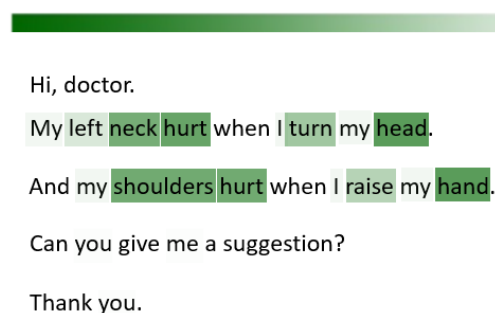 Hi, doctor.
My left neck hurt when I turn my head.
And my shoulders hurt when I raise my hand.
Can you give me a suggestion?
Thank you.